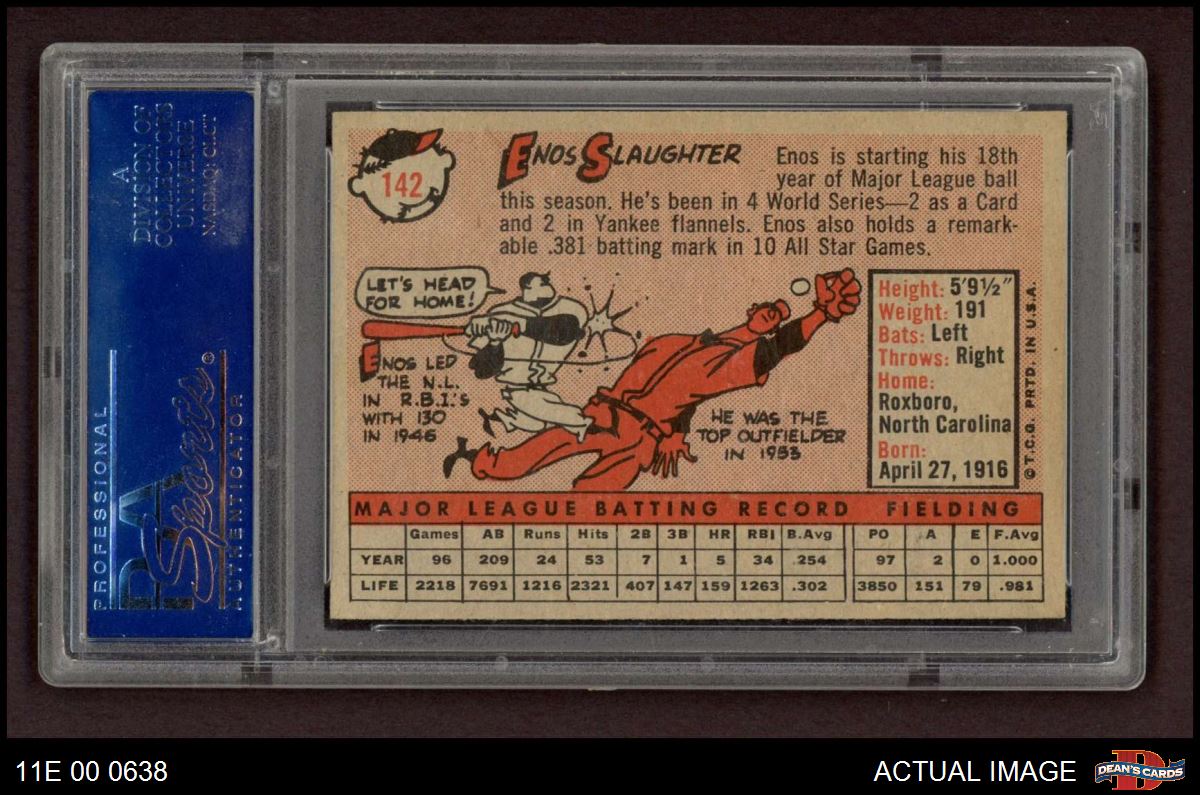 A
DIVISION OF
COLLECTORS
UNIVERSE
NASDAQ: CLCT
PROFESSIONAL
PSA
Sports®
AUTHENTICATOR
142
ENOS SLAUGHTER
Enos is starting his 18th
year of Major League ball
this season. He's been in 4 World Series—2 as a Card
and 2 in Yankee flannels. Enos also holds a remark-
able .381 batting mark in 10 All Star Games.
LET'S HEAD
FOR HOME!
ENOS LED
THE N.L.
IN R.B.I.'S
WITH 130
IN 1946
HE WAS THE
TOP OUTFIELDER
IN 1953
Height: 5'9½"
Weight: 191
Bats: Left
Throws: Right
Home:
Roxboro,
North Carolina
Born:
April 27, 1916
© T.C.G. PRTD. IN U.S.A.
MAJOR LEAGUE BATTING RECORD FIELDING
Games AB Runs Hits 2B 3B HR RBI B.Avg PO A E F.Avg
YEAR 96 209 24 53 7 1 5 34 .254 97 2 0 1.000
LIFE 2218 7691 1216 2321 407 147 159 1263 .302 3850 151 79 .981
11E 00 0638
ACTUAL IMAGE
D
DEAN'S CARDS